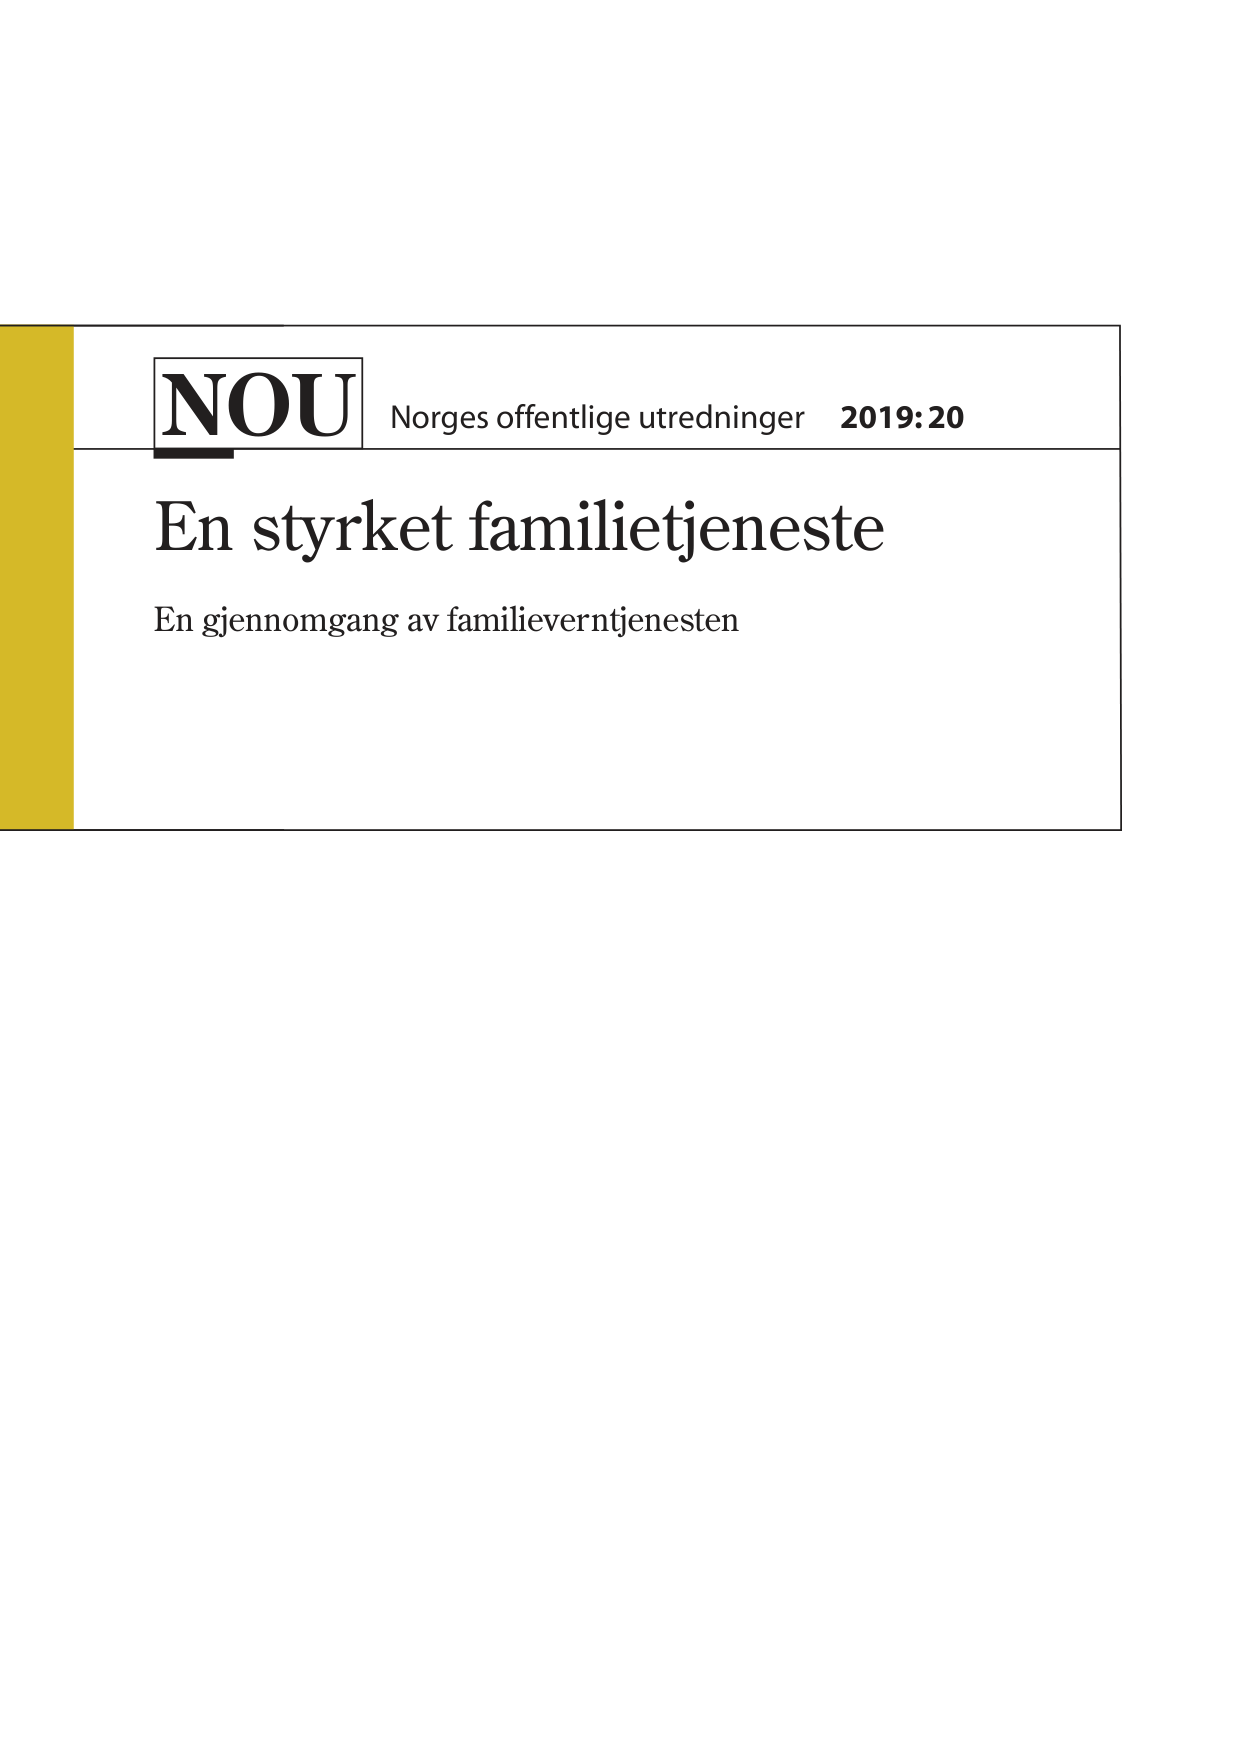 NOU Norges offentlige utredninger 2019: 20
En styrket familietjeneste
En gjennomgang av familieverntjenesten